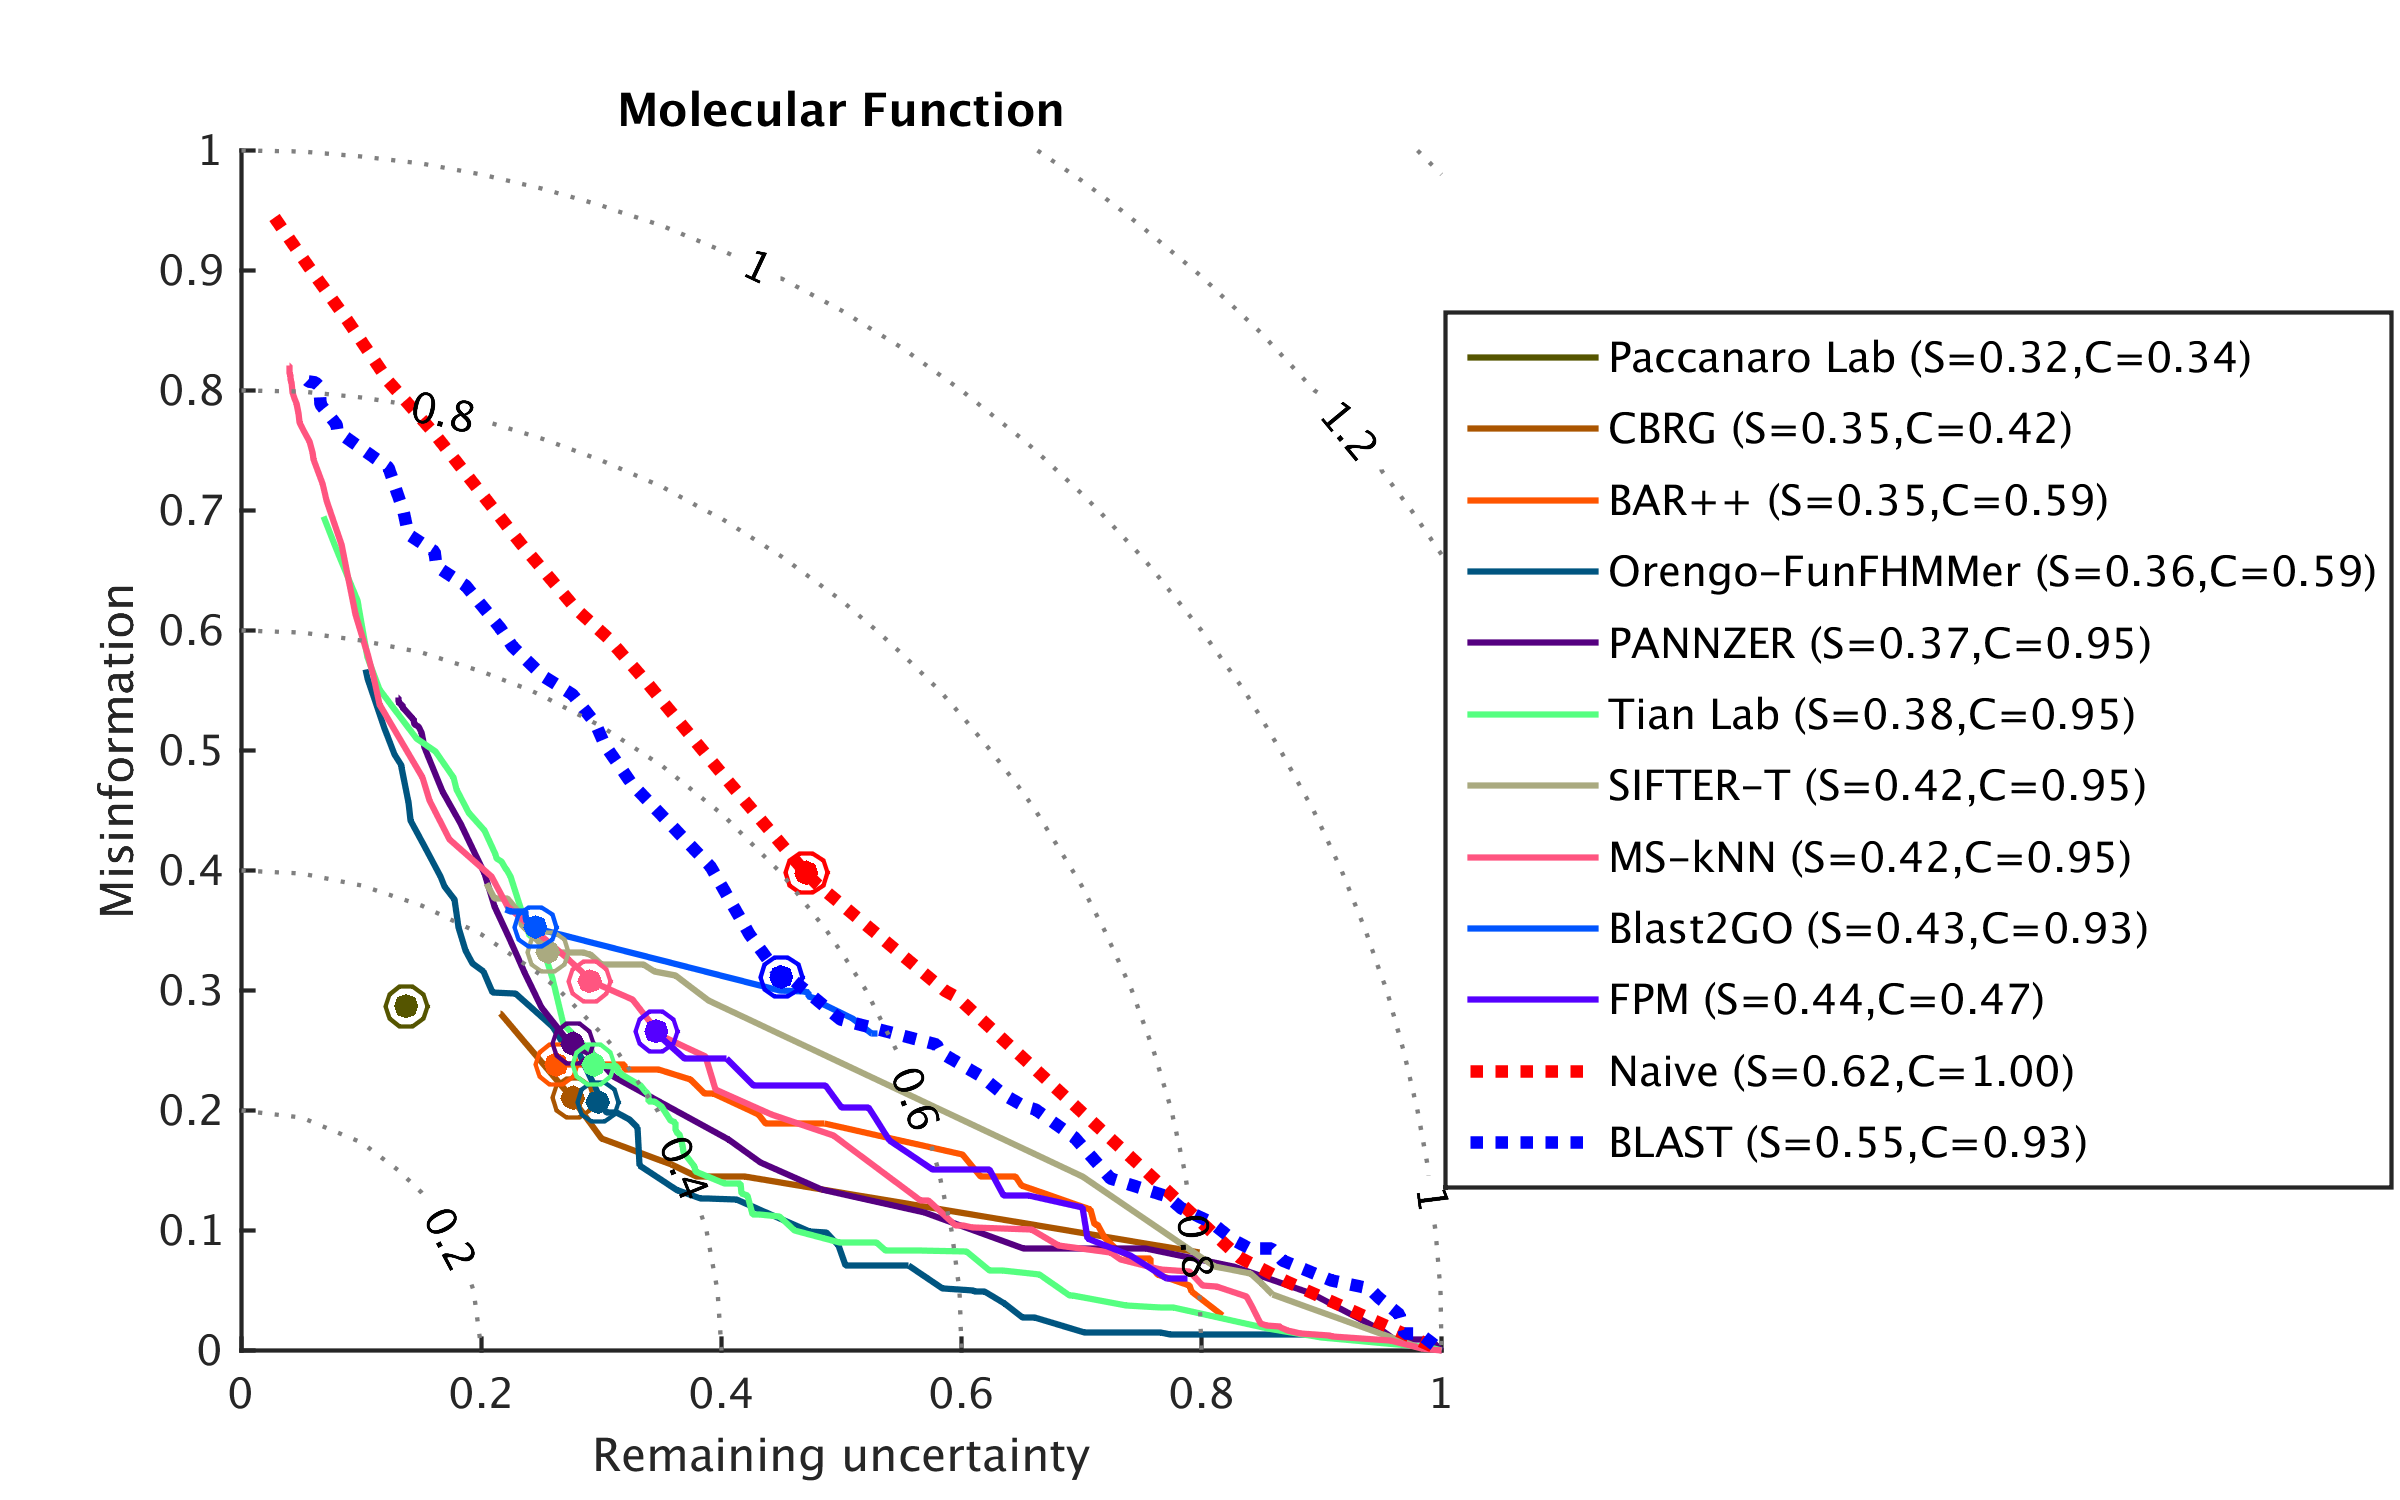 Molecular Function
1
0.9
0.8
0.7
0.6
0.5
0.4
0.3
0.2
0.1
0
Misinformation
0
0.2
0.4
0.6
0.8
1
Remaining uncertainty
1
0.8
1.2
0.6
0.4
0.2
0.8
1
Paccanaro Lab (S=0.32,C=0.34)
CBRG (S=0.35,C=0.42)
BAR++ (S=0.35,C=0.59)
Orengo-FunFHMMer (S=0.36,C=0.59)
PANNZER (S=0.37,C=0.95)
Tian Lab (S=0.38,C=0.95)
SIFTER-T (S=0.42,C=0.95)
MS-kNN (S=0.42,C=0.95)
Blast2GO (S=0.43,C=0.93)
FPM (S=0.44,C=0.47)
Naive (S=0.62,C=1.00)
BLAST (S=0.55,C=0.93)